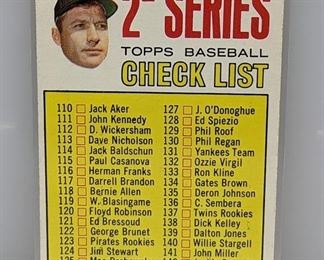 2nd SERIES
TOPPS BASEBALL
CHECK LIST
110 Jack Aker
111 John Kennedy
112 D. Wickersham
113 Dave Nicholson
114 Jack Baldschun
115 Paul Casanova
116 Herman Franks
117 Darrell Brandon
118 Bernie Allen
119 W. Blasingame
120 Floyd Robinson
121 Ed Bressoud
122 George Brunet
123 Pirates Rookies
124 Jim Stewart
127 J. O'Donoghue
128 Ed Spiezio
129 Phil Roof
130 Phil Regan
131 Yankees Team
132 Ozzie Virgil
133 Ron Kline
134 Gates Brown
135 Deron Johnson
136 C. Sembera
137 Twins Rookies
138 Dick Kelley
139 Dalton Jones
140 Willie Stargell
141 John Miller